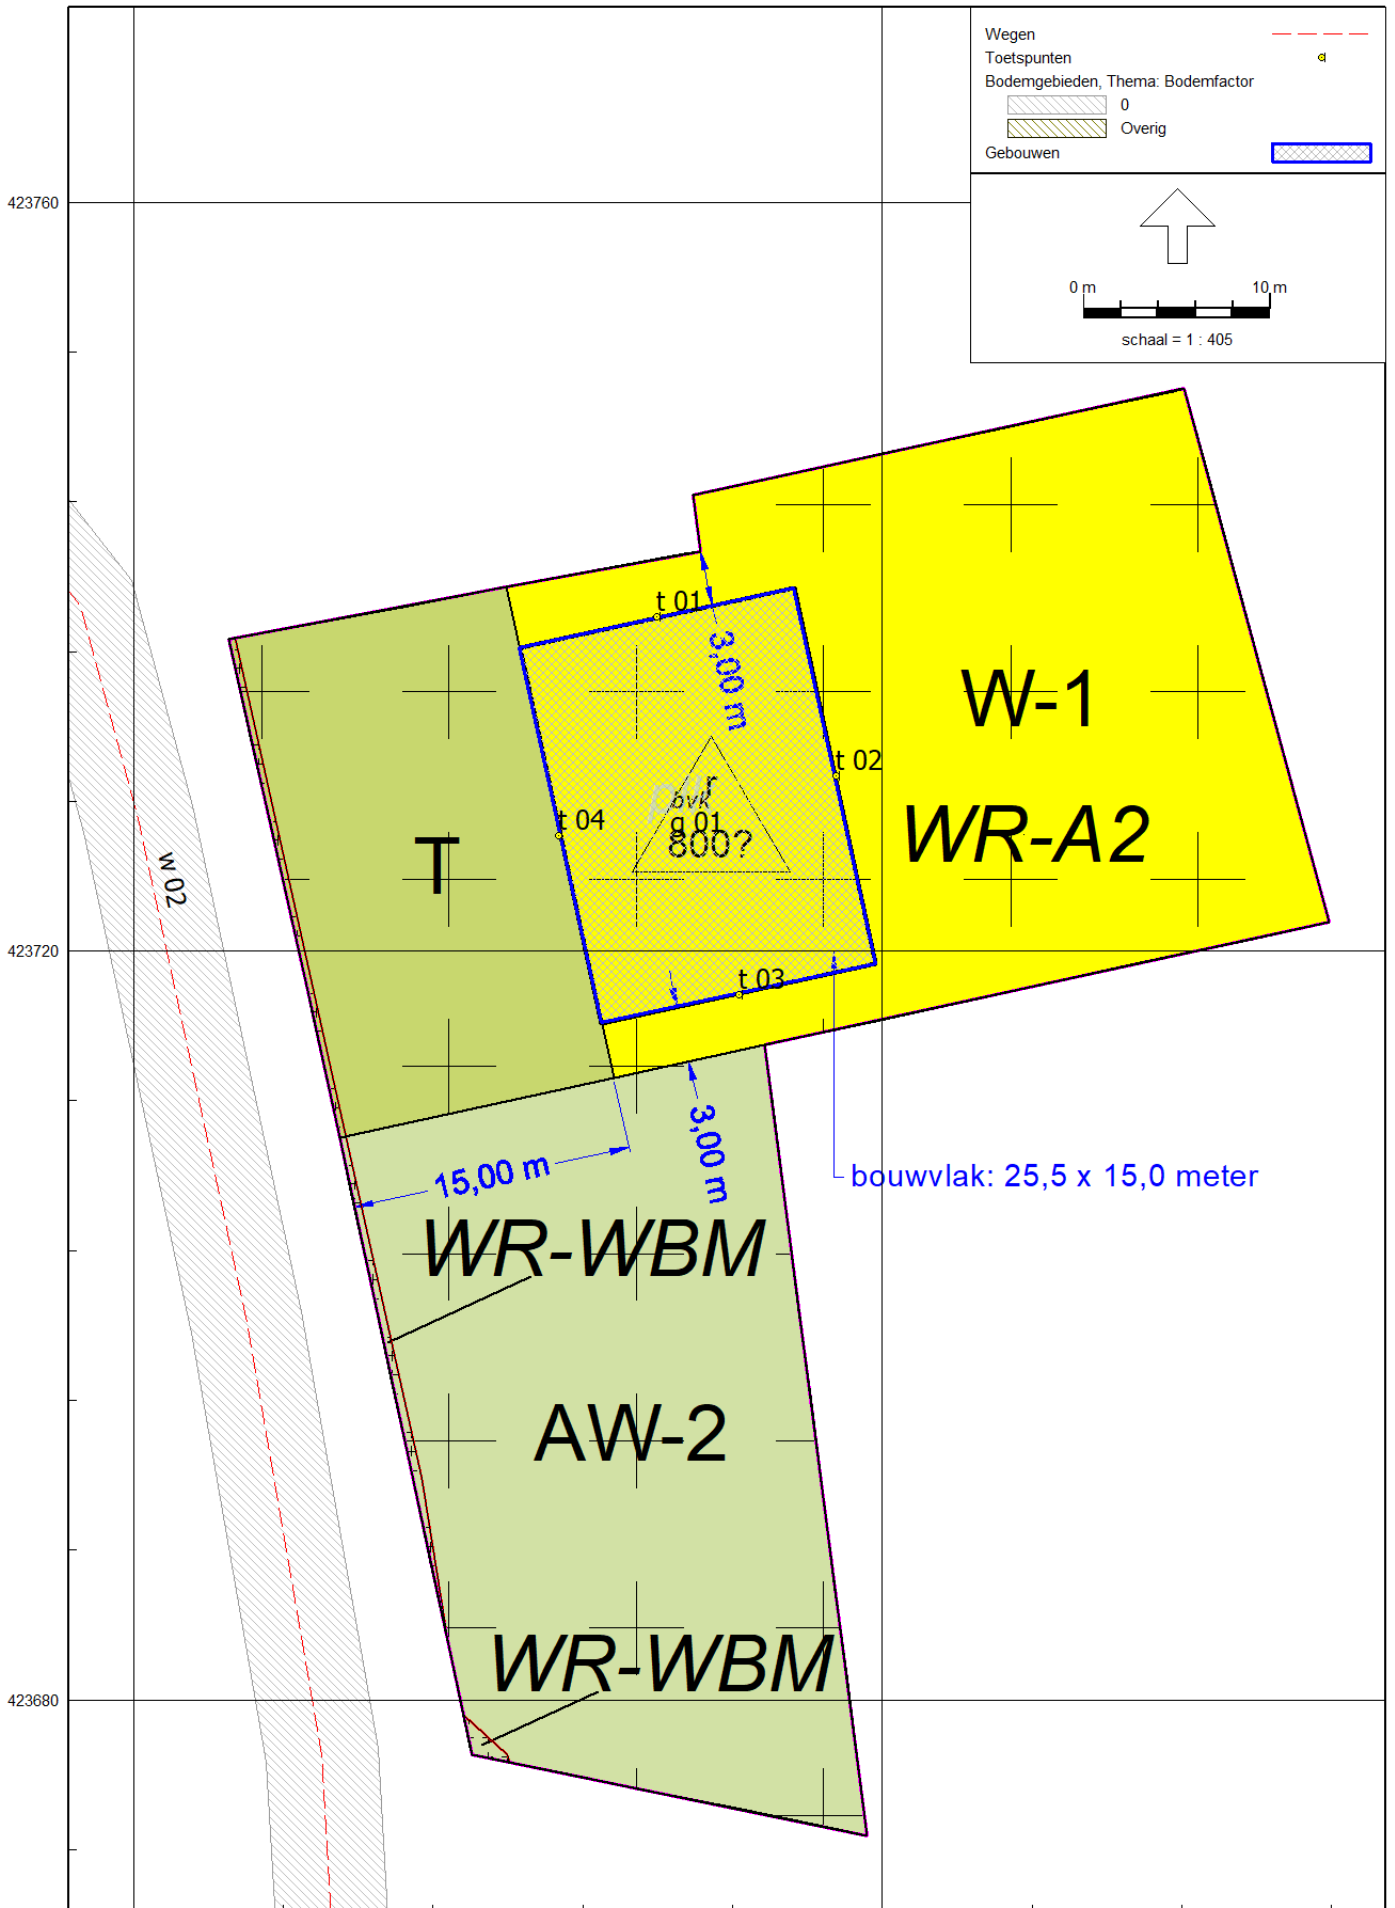 Wegen
Toetspunten
Bodemgebieden, Thema: Bodemfactor
0
Overig
Gebouwen
0 m 10 m
schaal = 1 : 405
423760
t 01
3,00 m
W-1
t 02
bvk
g 01
800?
WR-A2
t 04
T
w 02
423720
t 03
3,00 m
15,00 m
bouwvlak: 25,5 x 15,0 meter
WR-WBM
AW-2
WR-WBM
423680